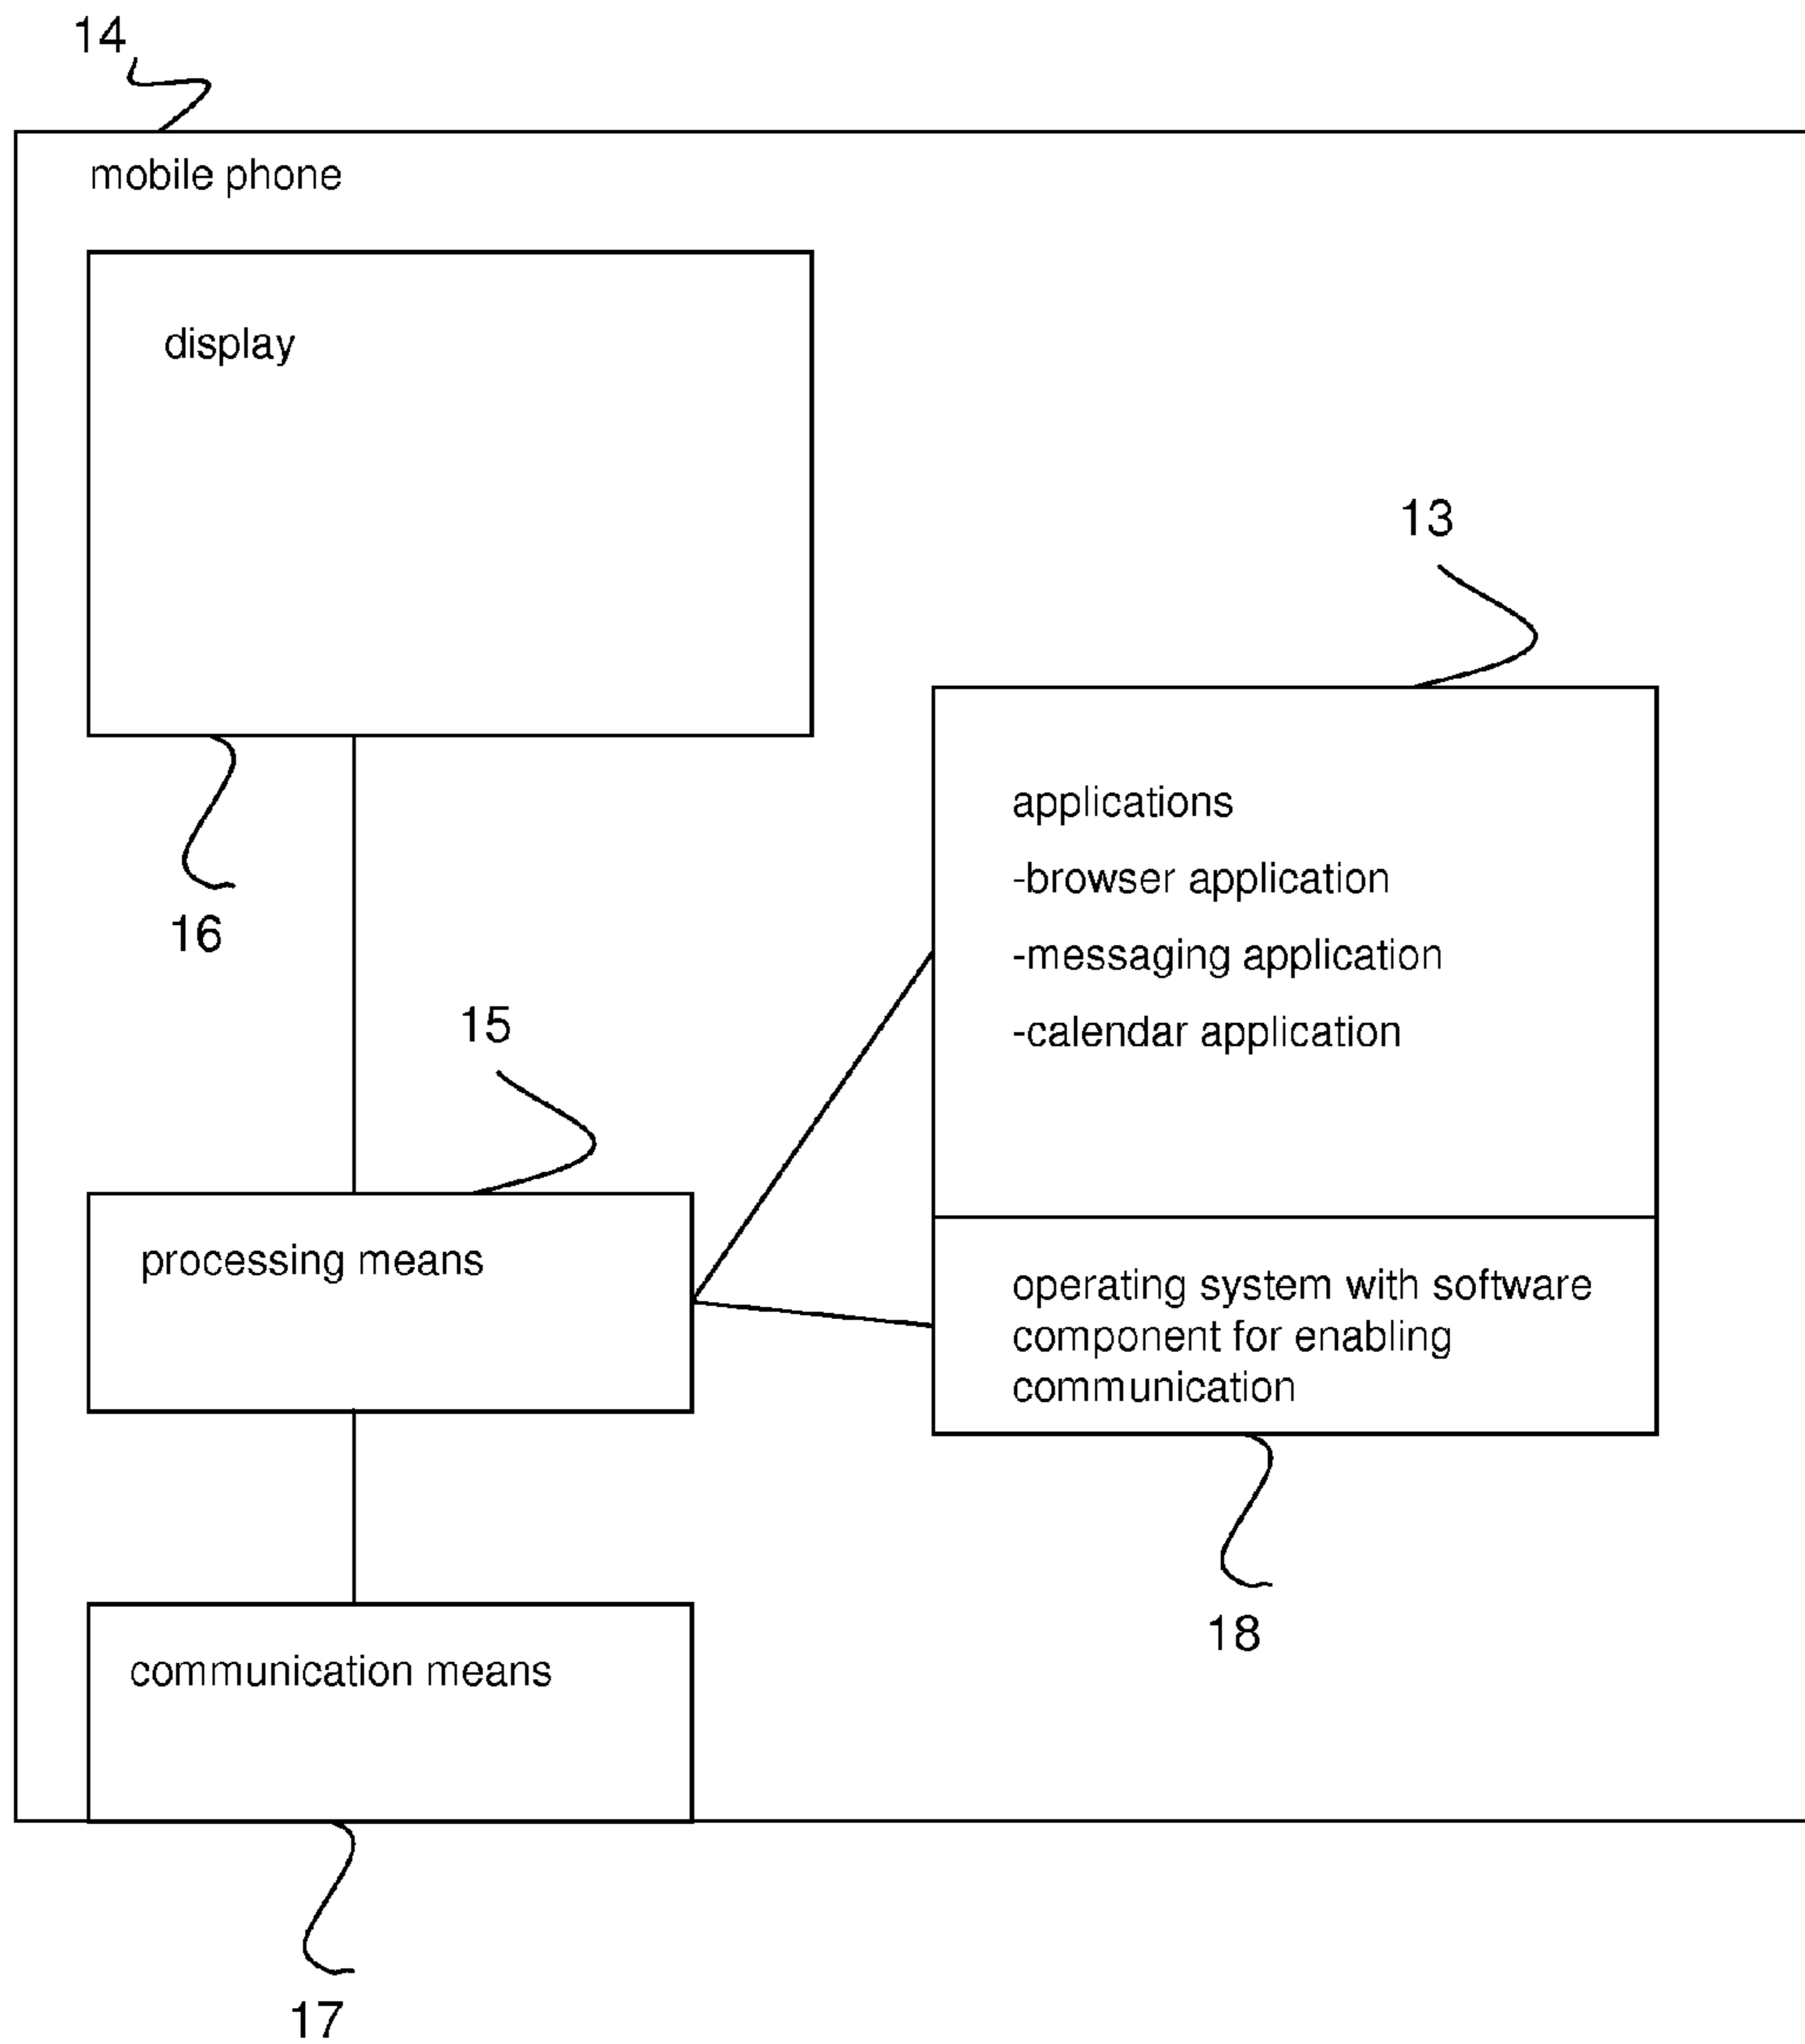 14
mobile phone
display
13
applications
-browser application
-messaging application
-calendar application
16
15
processing means
operating system with software
component for enabling
communication
communication means
18
17